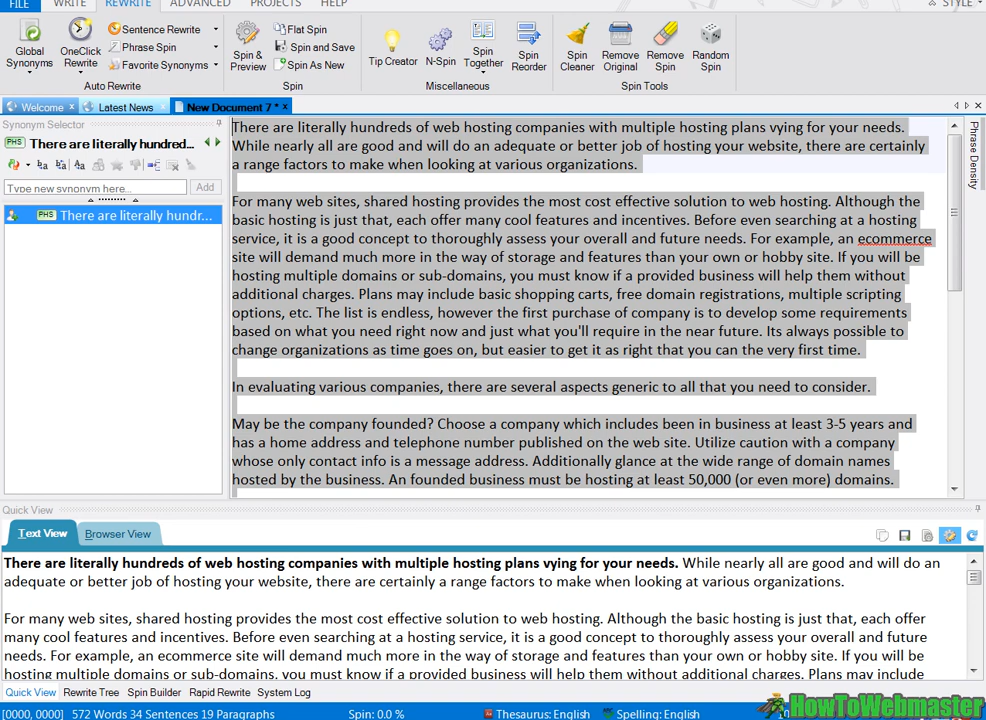 FILE WRITE REWRITE ADVANCED PROJECTS HELP STYLE
Global Synonyms
OneClick Rewrite
Sentence Rewrite
Phrase Spin
Favorite Synonyms
Auto Rewrite
Spin & Preview
Flat Spin
Spin and Save
Spin As New
Spin
Tip Creator
N-Spin
Spin Together
Spin Reorder
Miscellaneous
Spin Cleaner
Remove Original
Remove Spin
Random Spin
Spin Tools
Welcome x Latest News x New Document 7 * x
Synonym Selector
PHS There are literally hundred...
Type new synonym here... Add
PHS There are literally hundr...
There are literally hundreds of web hosting companies with multiple hosting plans vying for your needs.
While nearly all are good and will do an adequate or better job of hosting your website, there are certainly
a range factors to make when looking at various organizations.
For many web sites, shared hosting provides the most cost effective solution to web hosting. Although the
basic hosting is just that, each offer many cool features and incentives. Before even searching at a hosting
service, it is a good concept to thoroughly assess your overall and future needs. For example, an ecommerce
site will demand much more in the way of storage and features than your own or hobby site. If you will be
hosting multiple domains or sub-domains, you must know if a provided business will help them without
additional charges. Plans may include basic shopping carts, free domain registrations, multiple scripting
options, etc. The list is endless, however the first purchase of company is to develop some requirements
based on what you need right now and just what you'll require in the near future. Its always possible to
change organizations as time goes on, but easier to get it as right that you can the very first time.
In evaluating various companies, there are several aspects generic to all that you need to consider.
May be the company founded? Choose a company which includes been in business at least 3-5 years and
has a home address and telephone number published on the web site. Utilize caution with a company
whose only contact info is a message address. Additionally glance at the wide range of domain names
hosted by the business. An founded business must be hosting at least 50,000 (or even more) domains.
Phrase Density
Quick View
Text View Browser View
There are literally hundreds of web hosting companies with multiple hosting plans vying for your needs. While nearly all are good and will do an
adequate or better job of hosting your website, there are certainly a range factors to make when looking at various organizations.
For many web sites, shared hosting provides the most cost effective solution to web hosting. Although the basic hosting is just that, each offer
many cool features and incentives. Before even searching at a hosting service, it is a good concept to thoroughly assess your overall and future
needs. For example, an ecommerce site will demand much more in the way of storage and features than your own or hobby site. If you will be
hosting multiple domains or sub-domains, you must know if a provided business will help them without additional charges. Plans may include
Quick View Rewrite Tree Spin Builder Rapid Rewrite System Log
[0000, 0000] 572 Words 34 Sentences 19 Paragraphs Spin: 0.0 % Thesaurus: English Spelling: English
HowToWebmaster